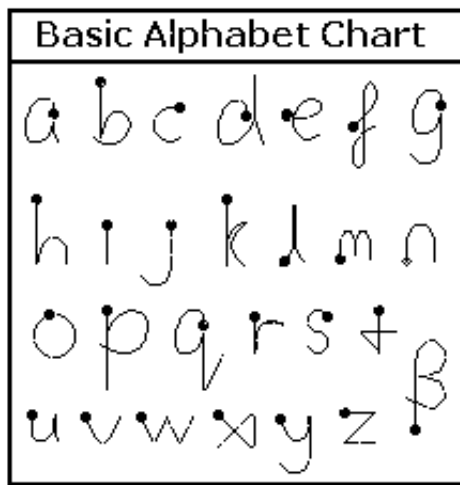 Basic Alphabet Chart
a b c d e f g
h i j k l m n
o p q r s t β
u v w x y z